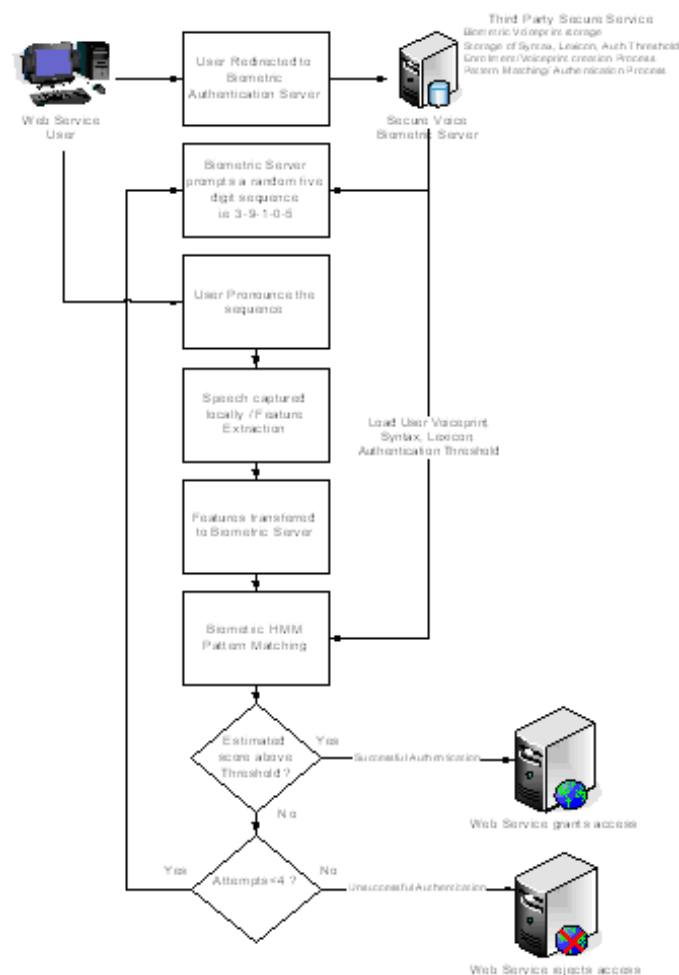 Third Party Secure Service
Biometric Voiceprint storage
Storage of Syntax, Lexicon, Auth Threshold
Enrolment/Voiceprint creation Process
Pattern Matching/ Authentication Process
User Redirected to
Biometric
Authentication Server
Web Service
User
Secure Voice
Biometric Server
Biometric Server
prompts a random five
digit sequence
ie 3-9-1-0-5
User Pronounce the
sequence
Speech captured
locally / Feature
Extraction
Load User Voiceprint
Syntax, Lexicon,
Authentication Threshold
Features transferred
to Biometric Server
Biometric HMM
Pattern Matching
Estimated
score above
Threshold ?
Yes
Successful Authentication
No
Web Service grants access
Attempts<4 ?
Yes
No
Unsuccessful Authentication
Web Service rejects access